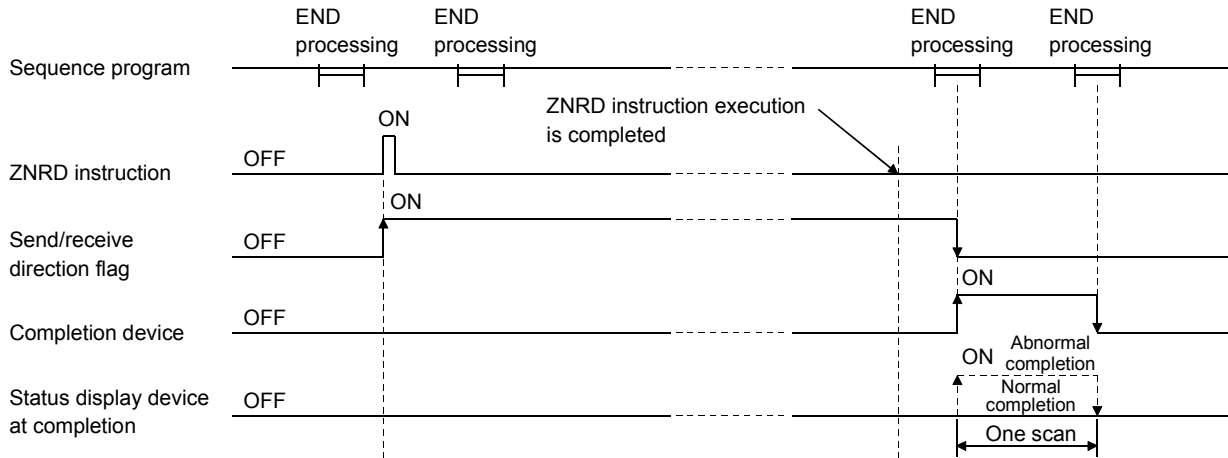 END
processing
END
processing
END
processing
END
processing
Sequence program
ZNRD instruction execution
is completed
ON
OFF
ZNRD instruction
ON
OFF
Send/receive
direction flag
ON
OFF
Completion device
ON
Abnormal
completion
Status display device
at completion
OFF
Normal
completion
One scan